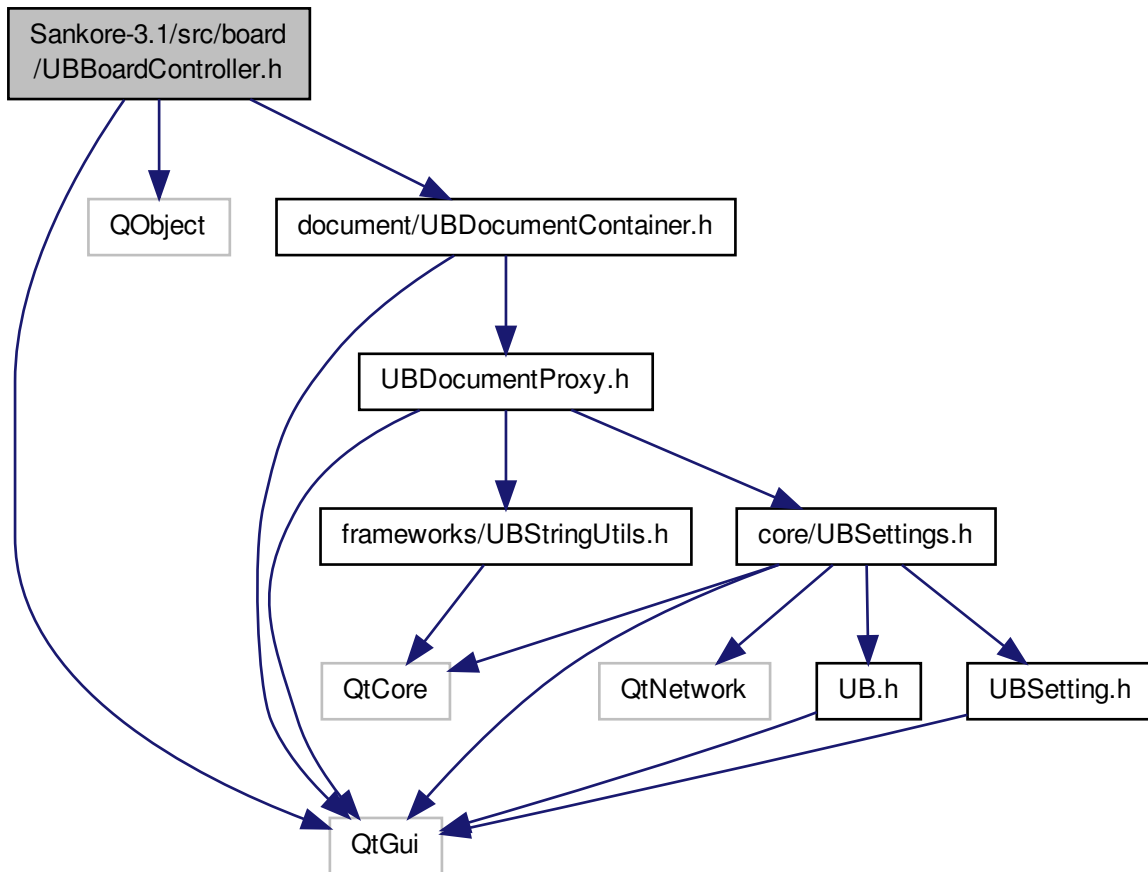 Sankore-3.1/src/board
/UBBoardController.h
QObject
document/UBDocumentContainer.h
UBDocumentProxy.h
frameworks/UBStringUtils.h
core/UBSettings.h
QtCore
QtNetwork
UB.h
UBSetting.h
QtGui